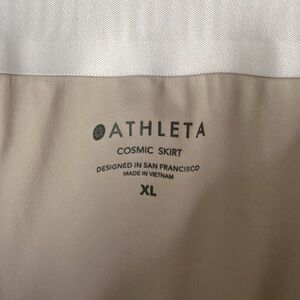 ATHLETA
COSMIC SKIRT
DESIGNED IN SAN FRANCISCO
MADE IN VIETNAM
XL